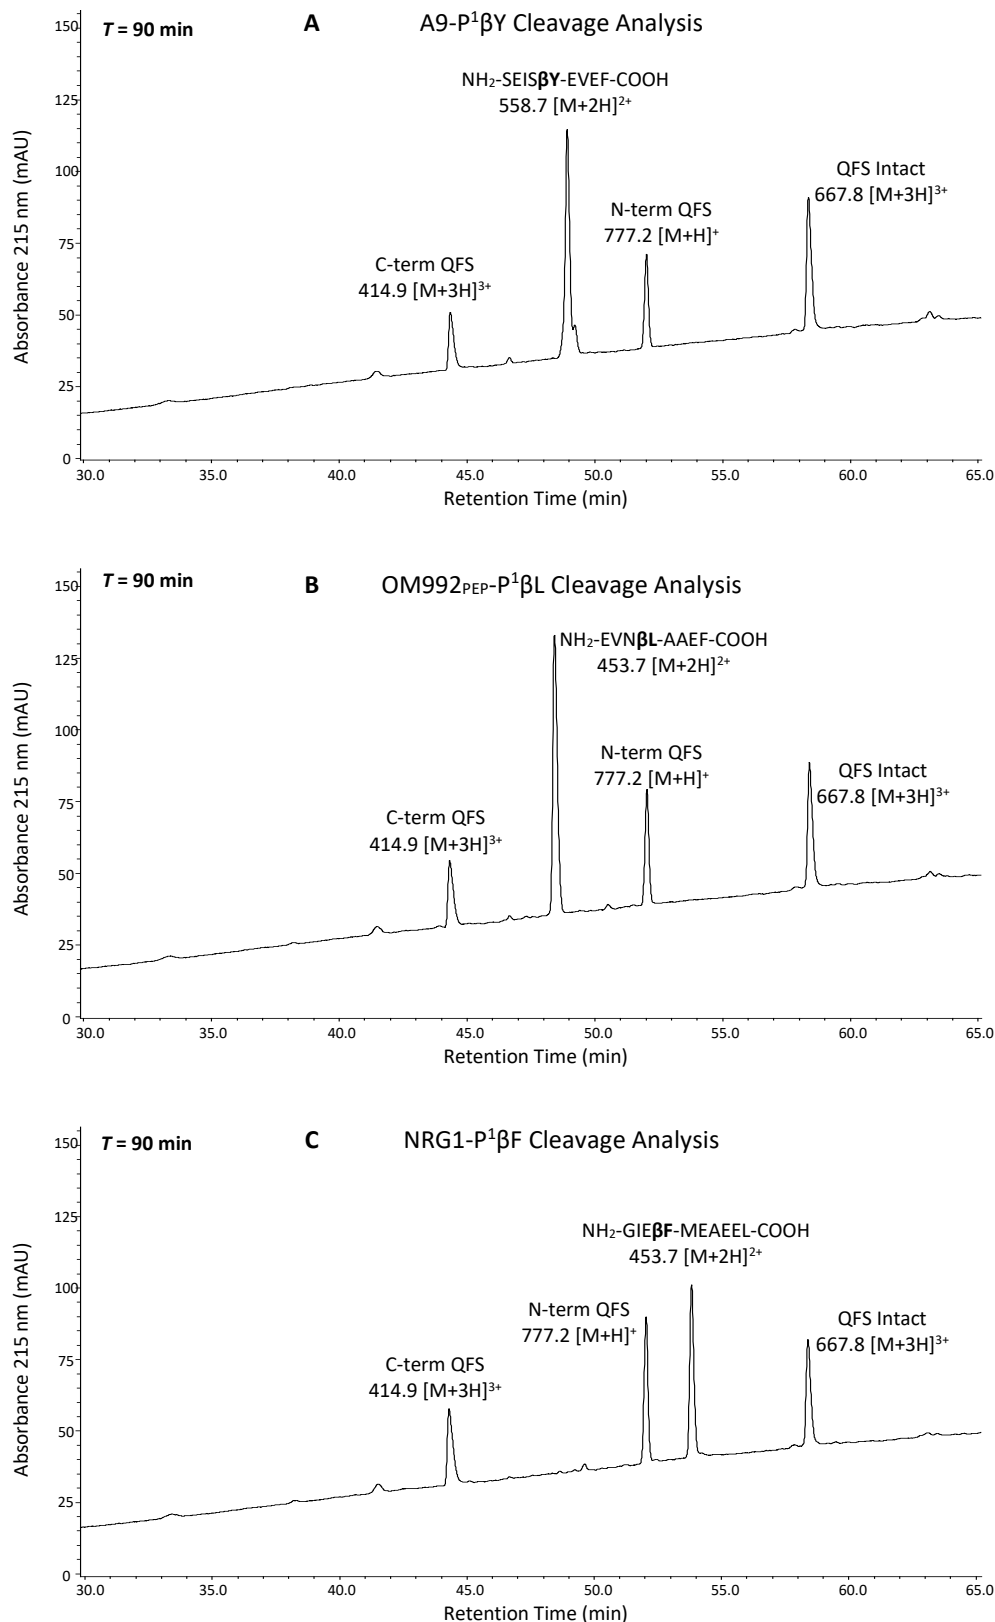 T = 90 min
A
A9-P¹βY Cleavage Analysis
NH₂-SEISβY-EVEF-COOH
558.7 [M+2H]²⁺
QFS Intact
667.8 [M+3H]³⁺
N-term QFS
777.2 [M+H]⁺
C-term QFS
414.9 [M+3H]³⁺
Absorbance 215 nm (mAU)
150
125
100
75
50
25
0
30.0 35.0 40.0 45.0 50.0 55.0 60.0 65.0
Retention Time (min)
T = 90 min
B
OM992PEP-P¹βL Cleavage Analysis
NH₂-EVNβL-AAEF-COOH
453.7 [M+2H]²⁺
N-term QFS
777.2 [M+H]⁺
QFS Intact
667.8 [M+3H]³⁺
C-term QFS
414.9 [M+3H]³⁺
Absorbance 215 nm (mAU)
150
125
100
75
50
25
0
30.0 35.0 40.0 45.0 50.0 55.0 60.0 65.0
Retention Time (min)
T = 90 min
C
NRG1-P¹βF Cleavage Analysis
NH₂-GIEβF-MEAEEL-COOH
453.7 [M+2H]²⁺
N-term QFS
777.2 [M+H]⁺
QFS Intact
667.8 [M+3H]³⁺
C-term QFS
414.9 [M+3H]³⁺
Absorbance 215 nm (mAU)
150
125
100
75
50
25
0
30.0 35.0 40.0 45.0 50.0 55.0 60.0 65.0
Retention Time (min)